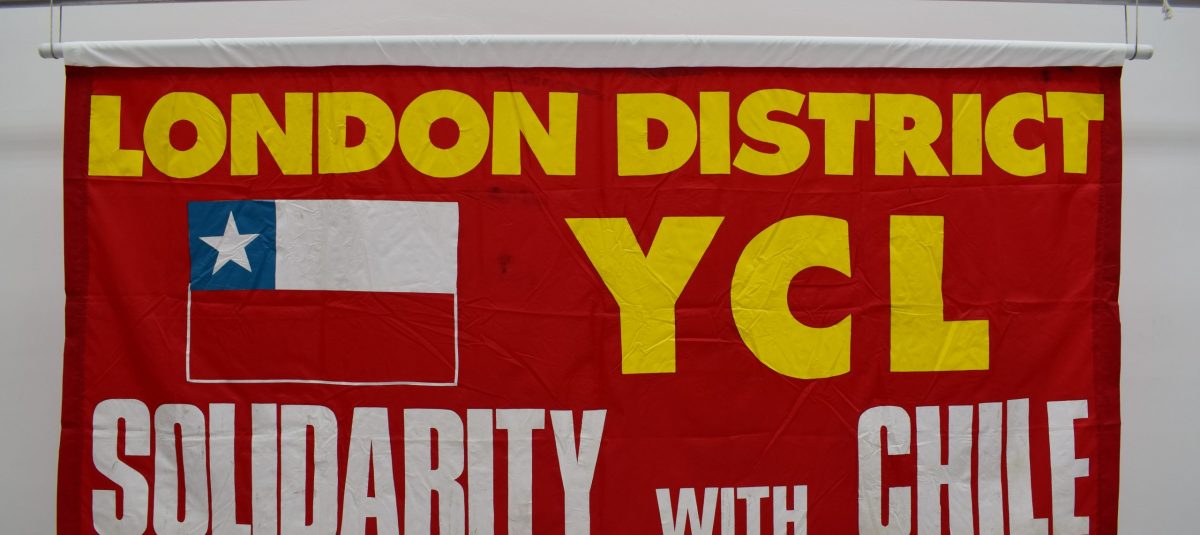 LONDON DISTRICT
YCL
SOLIDARITY WITH CHILE